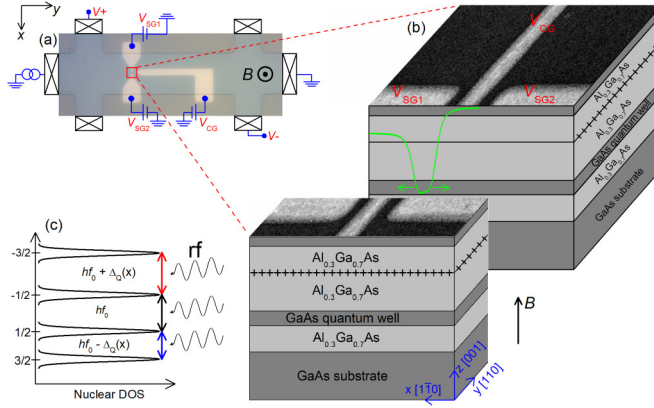 y
x
(a)
V+
V_SG1
B
V_SG2
V_CG
V-
(b)
V_CG
V_SG1
V_SG2
Al0.3Ga0.7As
Al0.3Ga0.7As
GaAs quantum well
Al0.3Ga0.7As
GaAs substrate
B
Al0.3Ga0.7As
Al0.3Ga0.7As
GaAs quantum well
Al0.3Ga0.7As
GaAs substrate
z [001]
x [11̄0]
y [110]
(c)
rf
-3/2
hf0 + ΔQ(x)
-1/2
hf0
1/2
hf0 - ΔQ(x)
3/2
Nuclear DOS